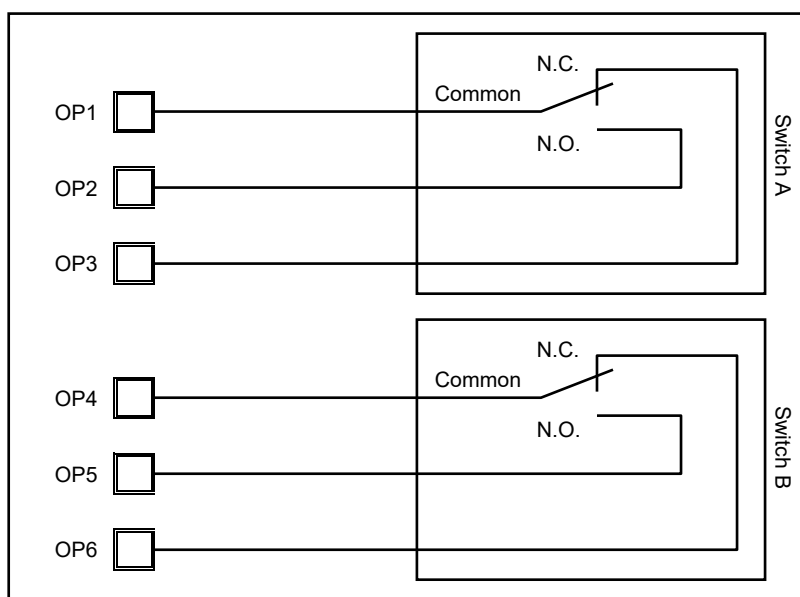 N.C.
Common
OP1
N.O.
OP2
OP3
Switch A
N.C.
Common
OP4
N.O.
OP5
OP6
Switch B